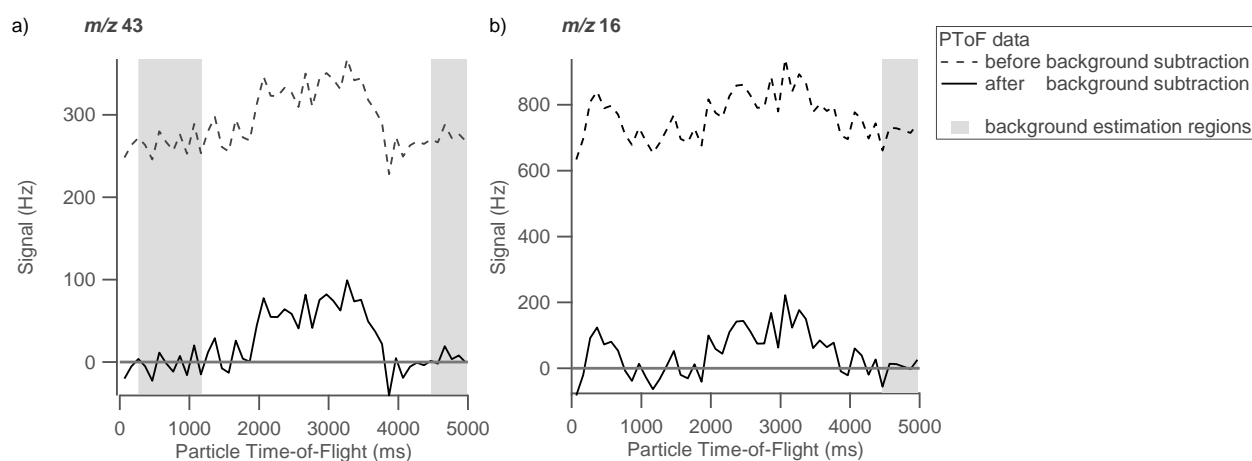 a)
m/z 43
Signal (Hz)
300
200
100
0
0 1000 2000 3000 4000 5000
Particle Time-of-Flight (ms)
b)
m/z 16
Signal (Hz)
800
600
400
200
0
0 1000 2000 3000 4000 5000
Particle Time-of-Flight (ms)
PToF data
before background subtraction
after background subtraction
background estimation regions